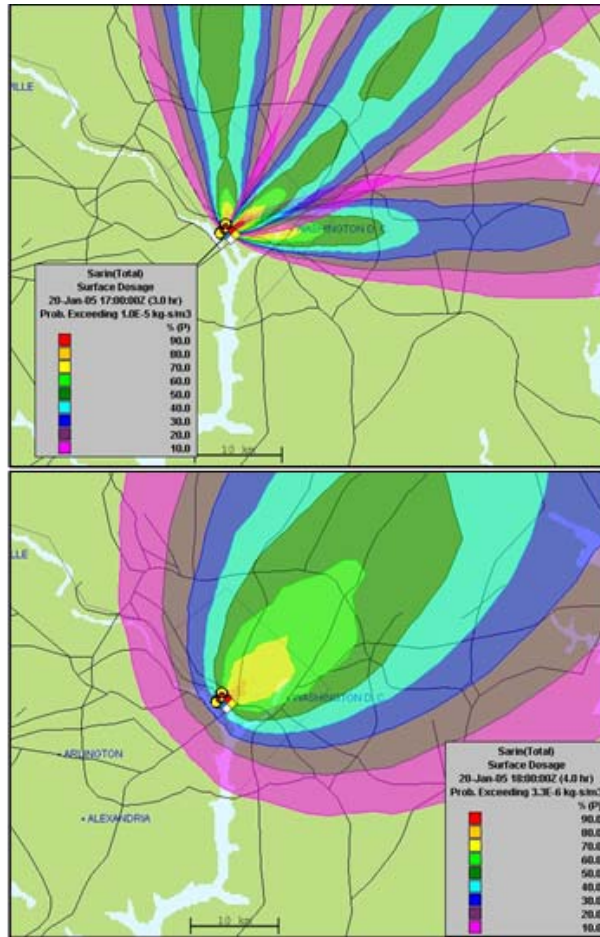 VILLE
WASHINGTON D. C.
Sarin(Total)
Surface Dosage
20-Jan-05 17:00:00Z (3.0 hr)
Prob. Exceeding 1.0E-5 kg-s/m3
% (P)
90.0
80.0
70.0
60.0
50.0
40.0
30.0
20.0
10.0
10 km
LLE
WASHINGTON D. C.
ARLINGTON
ALEXANDRIA
Sarin(Total)
Surface Dosage
20-Jan-05 18:00:00Z (4.0 hr)
Prob. Exceeding 3.3E-6 kg-s/m3
% (P)
90.0
80.0
70.0
60.0
50.0
40.0
30.0
20.0
10.0
10 km